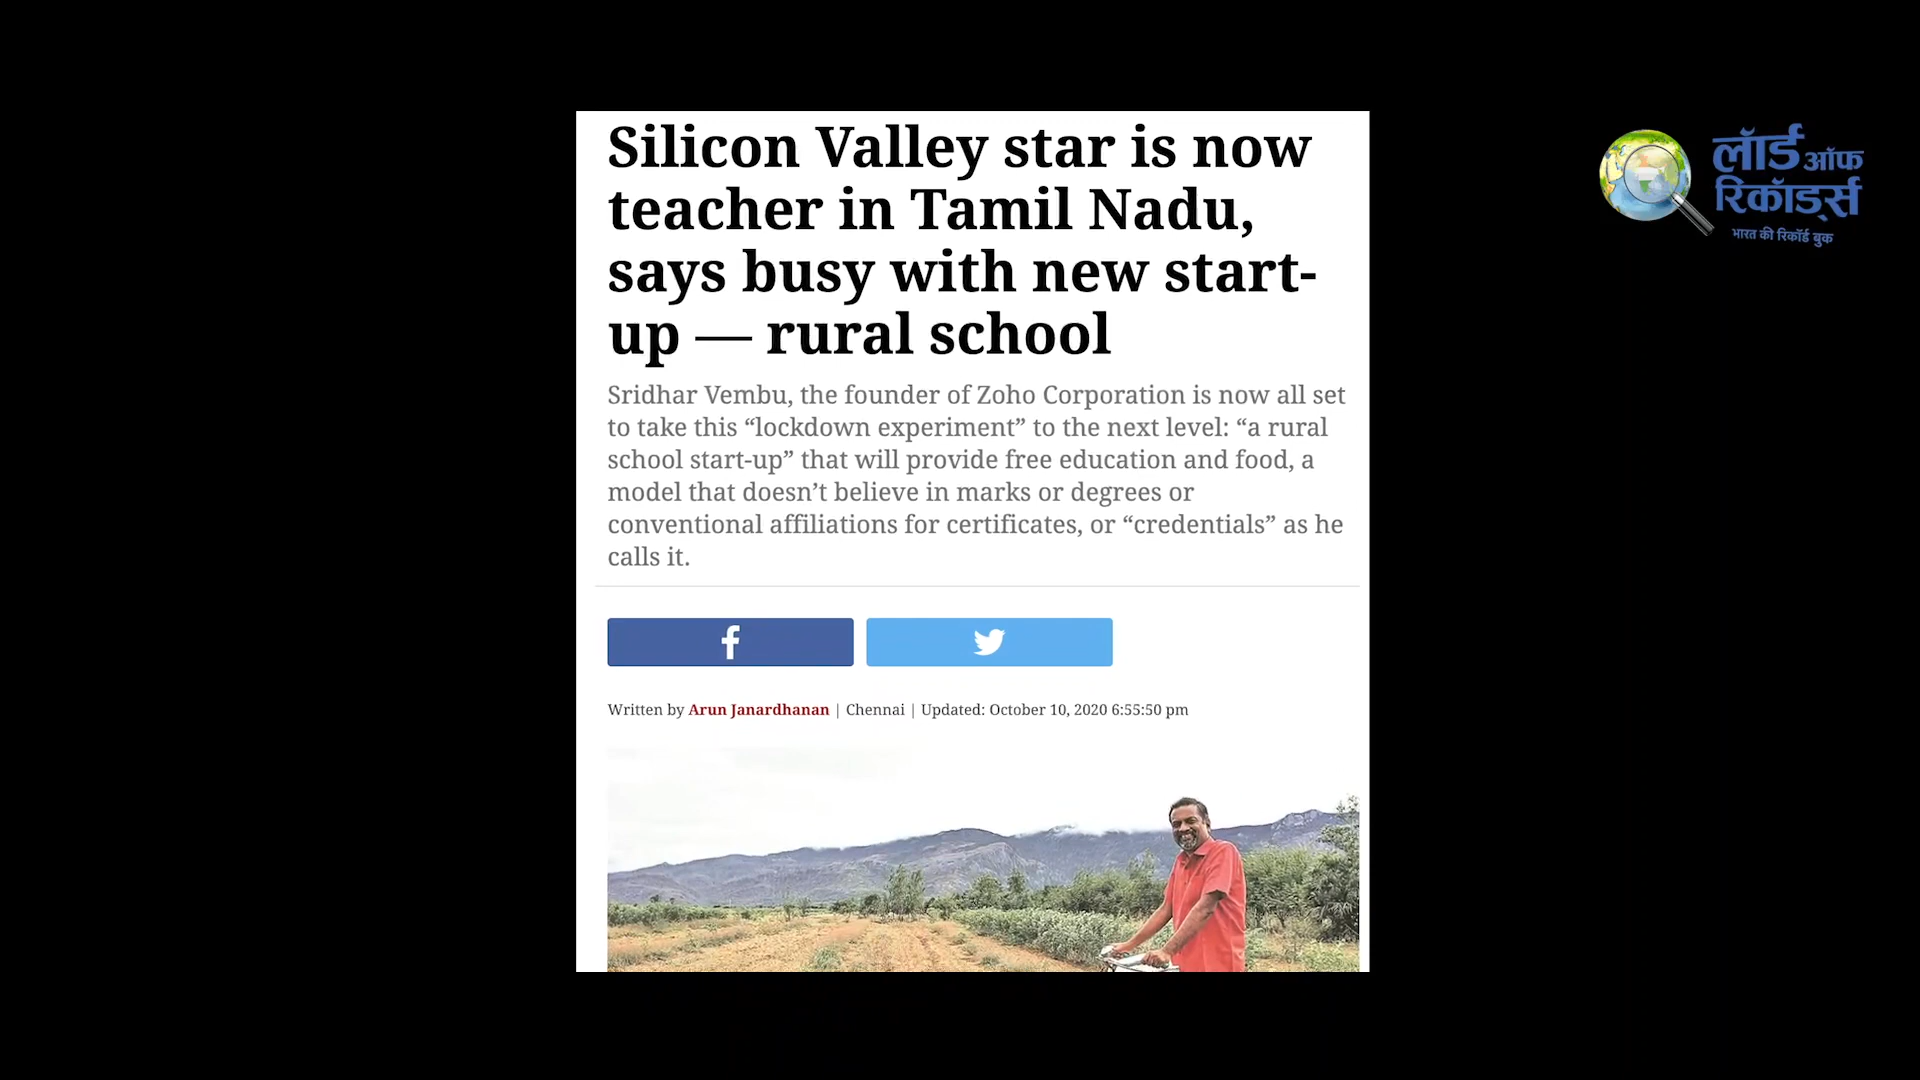 Silicon Valley star is now
teacher in Tamil Nadu,
says busy with new start-
up — rural school
Sridhar Vembu, the founder of Zoho Corporation is now all set
to take this “lockdown experiment” to the next level: “a rural
school start-up” that will provide free education and food, a
model that doesn’t believe in marks or degrees or
conventional affiliations for certificates, or “credentials” as he
calls it.
Written by Arun Janardhanan | Chennai | Updated: October 10, 2020 6:55:50 pm
लॉर्ड ऑफ
रिकॉर्ड्स
भारत की रिकॉर्ड बुक